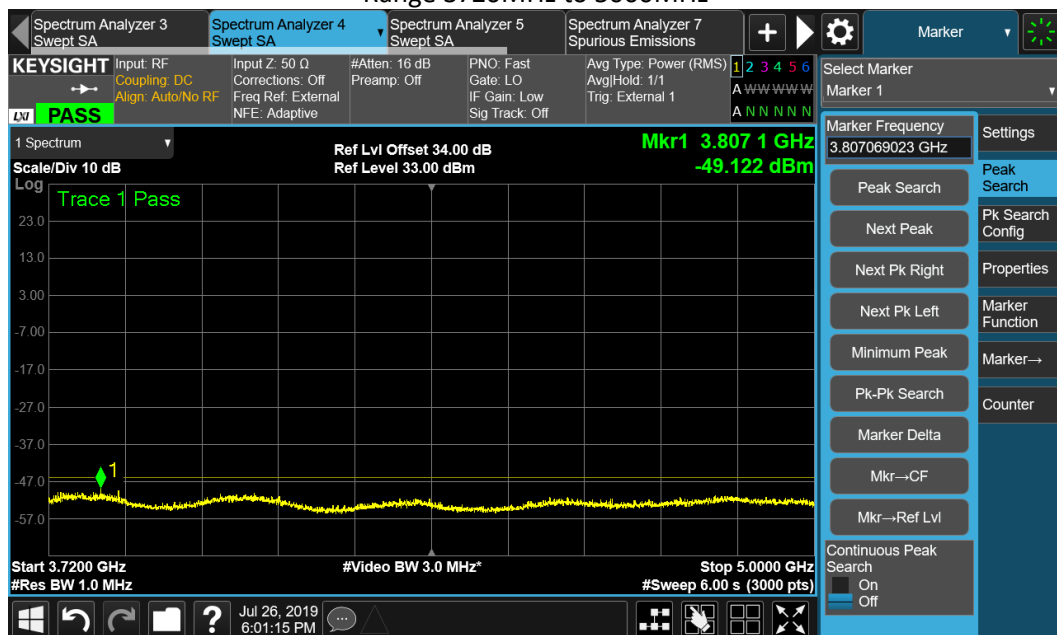 Range 3720MHz to 5000MHz
Spectrum Analyzer 3
Swept SA
Spectrum Analyzer 4
Swept SA
Spectrum Analyzer 5
Swept SA
Spectrum Analyzer 7
Spurious Emissions
+
Marker
KEYSIGHT
LXI
PASS
Input: RF
Coupling: DC
Align: Auto/No RF
Input Z: 50 Ω
Corrections: Off
Freq Ref: External
NFE: Adaptive
#Atten: 16 dB
Preamp: Off
PNO: Fast
Gate: LO
IF Gain: Low
Sig Track: Off
Avg Type: Power (RMS)
Avg|Hold: 1/1
Trig: External 1
1 2 3 4 5 6
A W W W W W
A N N N N N
Select Marker
Marker 1
1 Spectrum
Scale/Div 10 dB
Ref Lvl Offset 34.00 dB
Ref Level 33.00 dBm
Mkr1 3.807 1 GHz
-49.122 dBm
Log
Trace 1 Pass
23.0
13.0
3.00
-7.00
-17.0
-27.0
-37.0
-47.0
-57.0
1
Start 3.7200 GHz
#Res BW 1.0 MHz
#Video BW 3.0 MHz*
Stop 5.0000 GHz
#Sweep 6.00 s (3000 pts)
Marker Frequency
3.807069023 GHz
Peak Search
Next Peak
Next Pk Right
Next Pk Left
Minimum Peak
Pk-Pk Search
Marker Delta
Mkr→CF
Mkr→Ref Lvl
Continuous Peak
Search
On
Off
Settings
Peak
Search
Pk Search
Config
Properties
Marker
Function
Marker→
Counter
?
Jul 26, 2019
6:01:15 PM